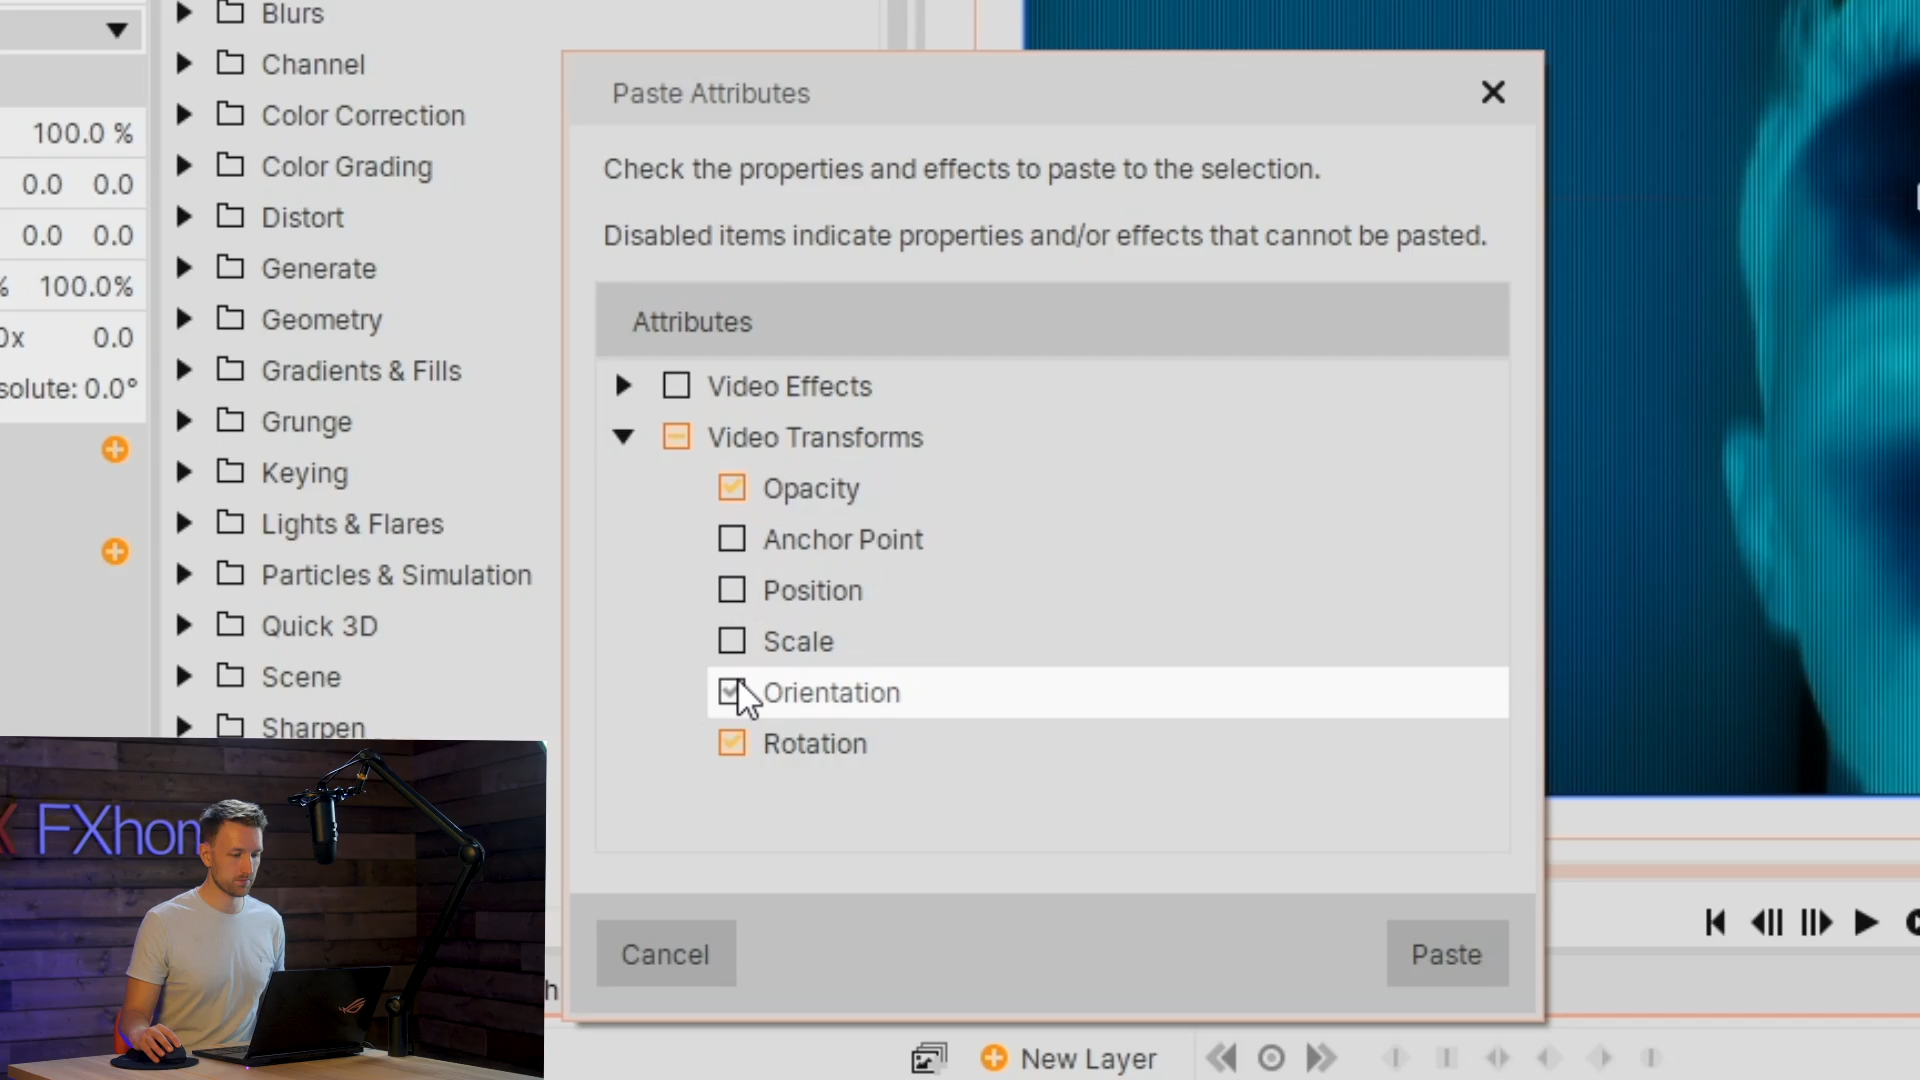 Blurs
Channel
Color Correction
Color Grading
Distort
Generate
Geometry
Gradients & Fills
Grunge
Keying
Lights & Flares
Particles & Simulation
Quick 3D
Scene
Sharpen
100.0 %
0.0 0.0
0.0 0.0
% 100.0%
0x 0.0
solute: 0.0°
Paste Attributes
Check the properties and effects to paste to the selection.
Disabled items indicate properties and/or effects that cannot be pasted.
Attributes
Video Effects
Video Transforms
Opacity
Anchor Point
Position
Scale
Orientation
Rotation
Cancel
Paste
FXhon
h
New Layer